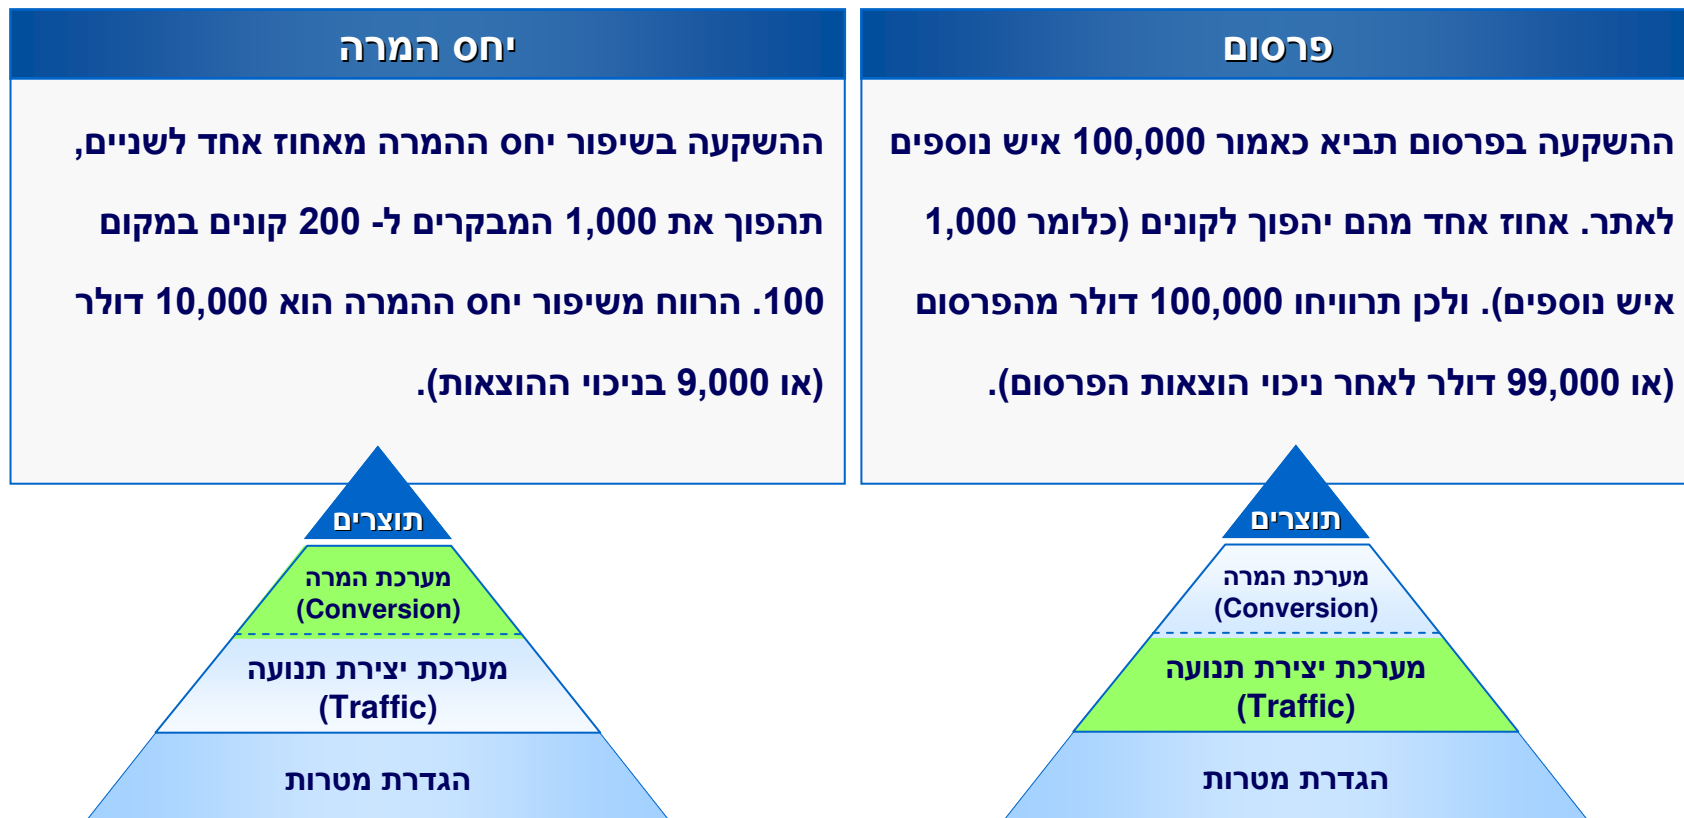 פרסום
ההשקעה בפרסום תביא כאמור 100,000 איש נוספים
לאתר. אחוז אחד מהם יהפוך לקונים (כלומר 1,000
איש נוספים). ולכן תרוויחו 100,000 דולר מהפרסום
(או 99,000 דולר לאחר ניכוי הוצאות הפרסום).
תוצרים
מערכת המרה
(Conversion)
מערכת יצירת תנועה
(Traffic)
הגדרת מטרות
יחס המרה
ההשקעה בשיפור יחס ההמרה מאחוז אחד לשניים,
תהפוך את 1,000 המבקרים ל- 200 קונים במקום
100. הרווח משיפור יחס ההמרה הוא 10,000 דולר
(או 9,000 בניכוי ההוצאות).
תוצרים
מערכת המרה
(Conversion)
מערכת יצירת תנועה
(Traffic)
הגדרת מטרות